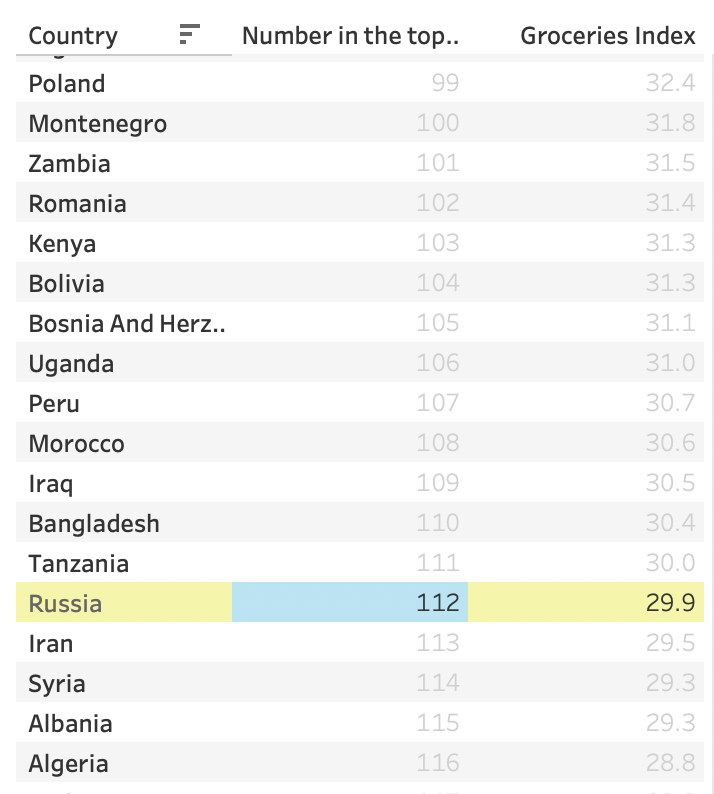 Country Number in the top.. Groceries Index
Poland 99 32.4
Montenegro 100 31.8
Zambia 101 31.5
Romania 102 31.4
Kenya 103 31.3
Bolivia 104 31.3
Bosnia And Herz.. 105 31.1
Uganda 106 31.0
Peru 107 30.7
Morocco 108 30.6
Iraq 109 30.5
Bangladesh 110 30.4
Tanzania 111 30.0
Russia 112 29.9
Iran 113 29.5
Syria 114 29.3
Albania 115 29.3
Algeria 116 28.8